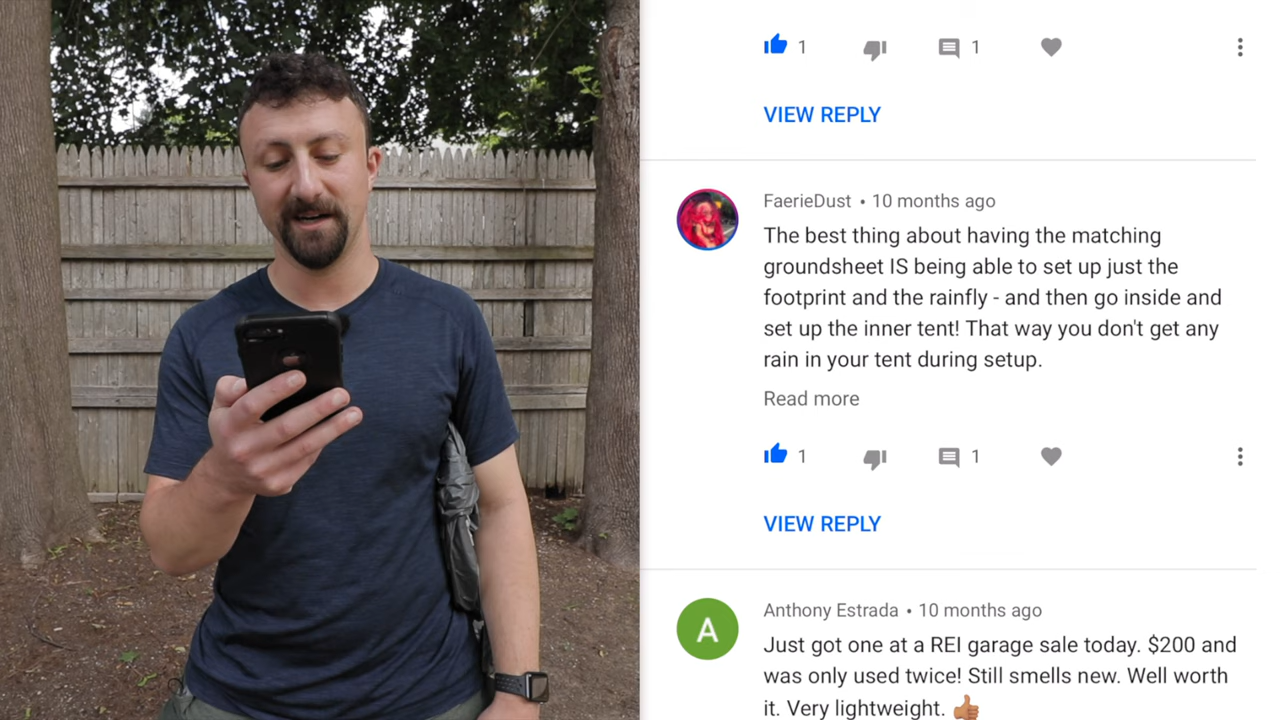 1 1
VIEW REPLY
FaerieDust • 10 months ago
The best thing about having the matching
groundsheet IS being able to set up just the
footprint and the rainfly - and then go inside and
set up the inner tent! That way you don't get any
rain in your tent during setup.
Read more
1 1
VIEW REPLY
A
Anthony Estrada • 10 months ago
Just got one at a REI garage sale today. $200 and
was only used twice! Still smells new. Well worth
it. Very lightweight. 👍🏽